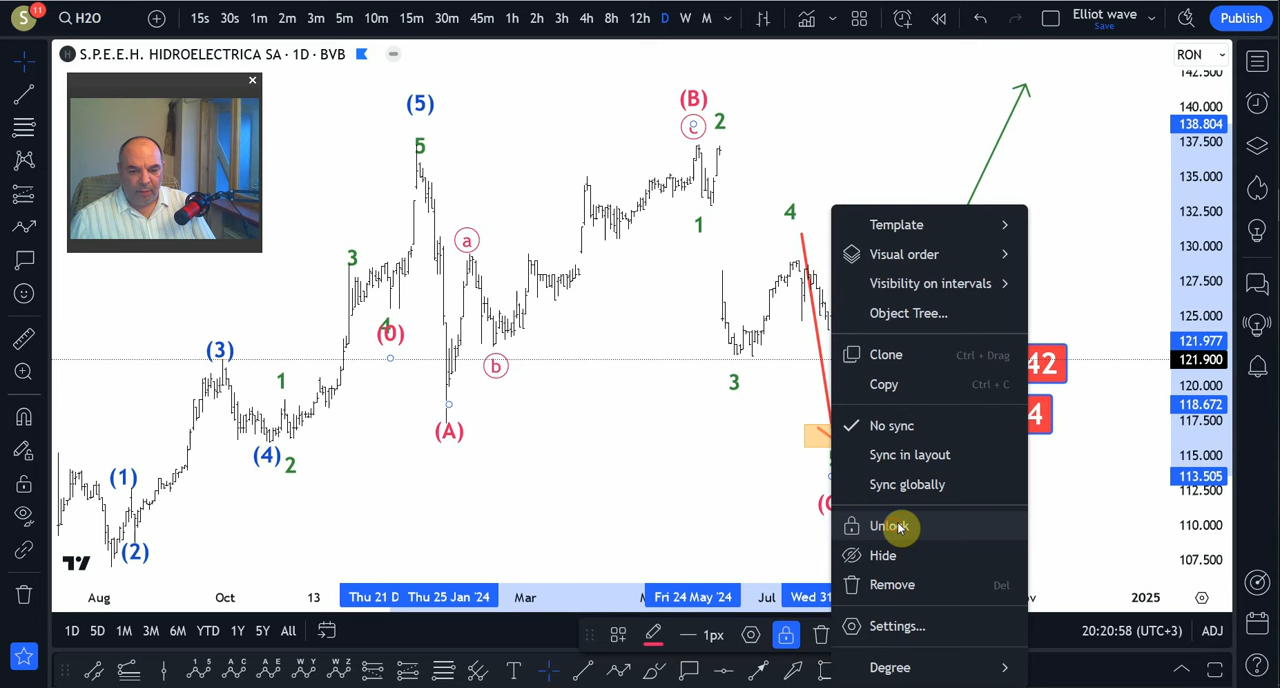 S
11
H2O
15s 30s 1m 2m 3m 5m 10m 15m 30m 45m 1h 2h 3h 4h 8h 12h D W M
Elliot wave
Save
Publish
S.P.E.E.H. HIDROELECTRICA SA · 1D · BVB
RON
142.500
140.000
138.804
137.500
135.000
132.500
130.000
127.500
125.000
121.977
121.900
120.000
118.672
117.500
115.000
113.505
112.500
110.000
107.500
(5)
5
(B)
c
2
a
1
4
3
4
(0)
(3)
1
b
3
42
4
(A)
(4)
2
(1)
(2)
Template
Visual order
Visibility on intervals
Object Tree...
Clone Ctrl + Drag
Copy Ctrl + C
No sync
Sync in layout
Sync globally
Unlock
Hide
Remove Del
Settings...
Degree
Aug Oct 13 Thu 21 D Thu 25 Jan '24 Mar Fri 24 May '24 Jul Wed 31 2025
1D 5D 1M 3M 6M YTD 1Y 5Y All
1px
20:20:58 (UTC+3) ADJ